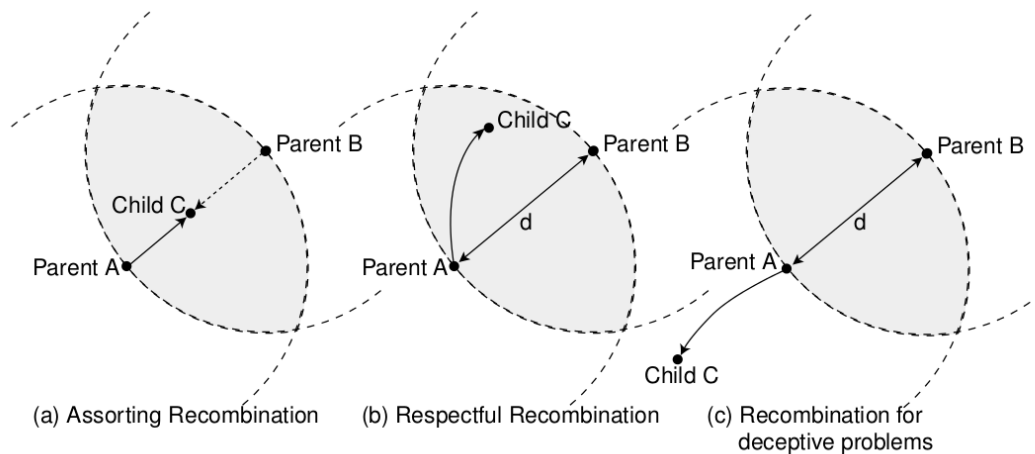 Parent B
Child C
Parent A
(a) Assorting Recombination
Child C
Parent B
d
Parent A
(b) Respectful Recombination
Parent B
d
Parent A
Child C
(c) Recombination for
deceptive problems